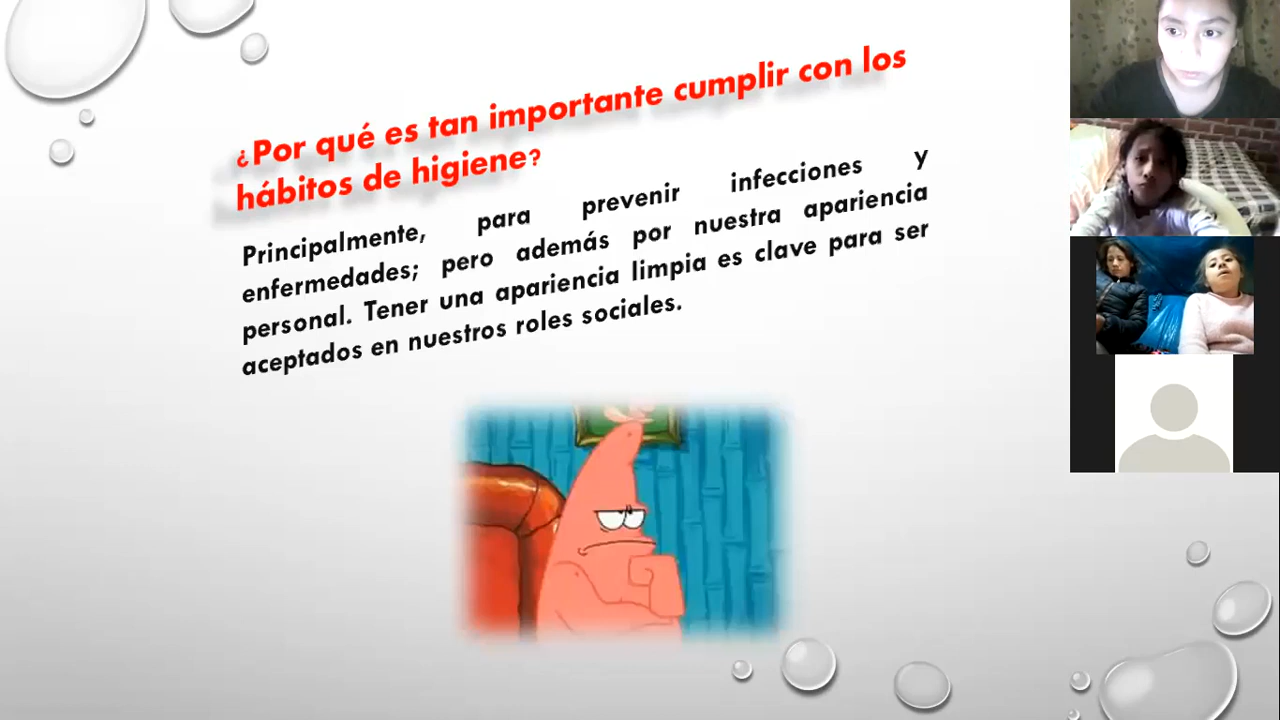 ¿Por qué es tan importante cumplir con los
hábitos de higiene?
Principalmente, para prevenir infecciones y
enfermedades; pero además por nuestra apariencia
personal. Tener una apariencia limpia es clave para ser
aceptados en nuestros roles sociales.